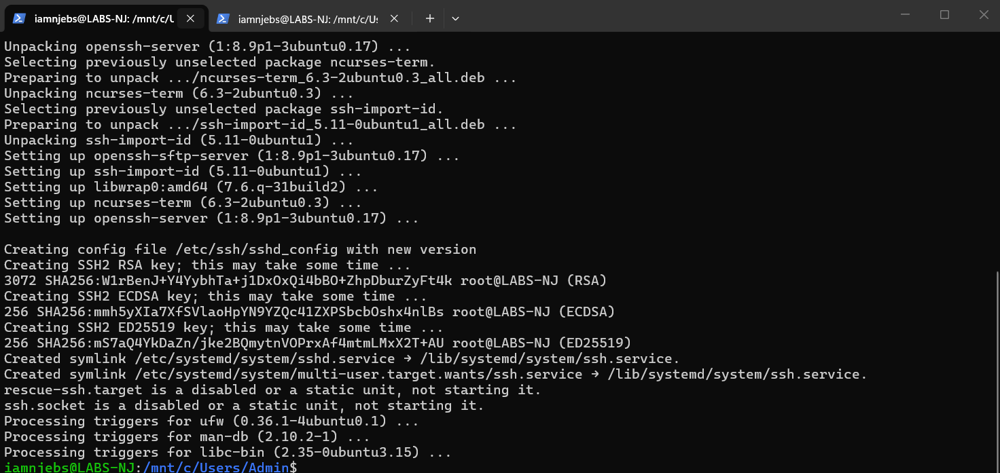 iamnjebs@LABS-NJ: /mnt/c/U
iamnjebs@LABS-NJ: /mnt/c/Us
Unpacking openssh-server (1:8.9p1-3ubuntu0.17) ...
Selecting previously unselected package ncurses-term.
Preparing to unpack .../ncurses-term_6.3-2ubuntu0.3_all.deb ...
Unpacking ncurses-term (6.3-2ubuntu0.3) ...
Selecting previously unselected package ssh-import-id.
Preparing to unpack .../ssh-import-id_5.11-0ubuntu1_all.deb ...
Unpacking ssh-import-id (5.11-0ubuntu1) ...
Setting up openssh-sftp-server (1:8.9p1-3ubuntu0.17) ...
Setting up ssh-import-id (5.11-0ubuntu1) ...
Setting up libwrap0:amd64 (7.6.q-31build2) ...
Setting up ncurses-term (6.3-2ubuntu0.3) ...
Setting up openssh-server (1:8.9p1-3ubuntu0.17) ...

Creating config file /etc/ssh/sshd_config with new version
Creating SSH2 RSA key; this may take some time ...
3072 SHA256:W1rBenJ+Y4YybhTa+j1DxOxQi4bBO+ZhpDburZyFt4k root@LABS-NJ (RSA)
Creating SSH2 ECDSA key; this may take some time ...
256 SHA256:mmh5yXIa7XfSVlaoHpYN9YZQc41ZXPSbcbOshx4nlBs root@LABS-NJ (ECDSA)
Creating SSH2 ED25519 key; this may take some time ...
256 SHA256:mS7aQ4YkDaZn/jke2BQmytnVOPrxAf4mtmLMxX2T+AU root@LABS-NJ (ED25519)
Created symlink /etc/systemd/system/sshd.service → /lib/systemd/system/ssh.service.
Created symlink /etc/systemd/system/multi-user.target.wants/ssh.service → /lib/systemd/system/ssh.service.
rescue-ssh.target is a disabled or a static unit, not starting it.
ssh.socket is a disabled or a static unit, not starting it.
Processing triggers for ufw (0.36.1-4ubuntu0.1) ...
Processing triggers for man-db (2.10.2-1) ...
Processing triggers for libc-bin (2.35-0ubuntu3.15) ...
iamnjebs@LABS-NJ:/mnt/c/Users/Admin$